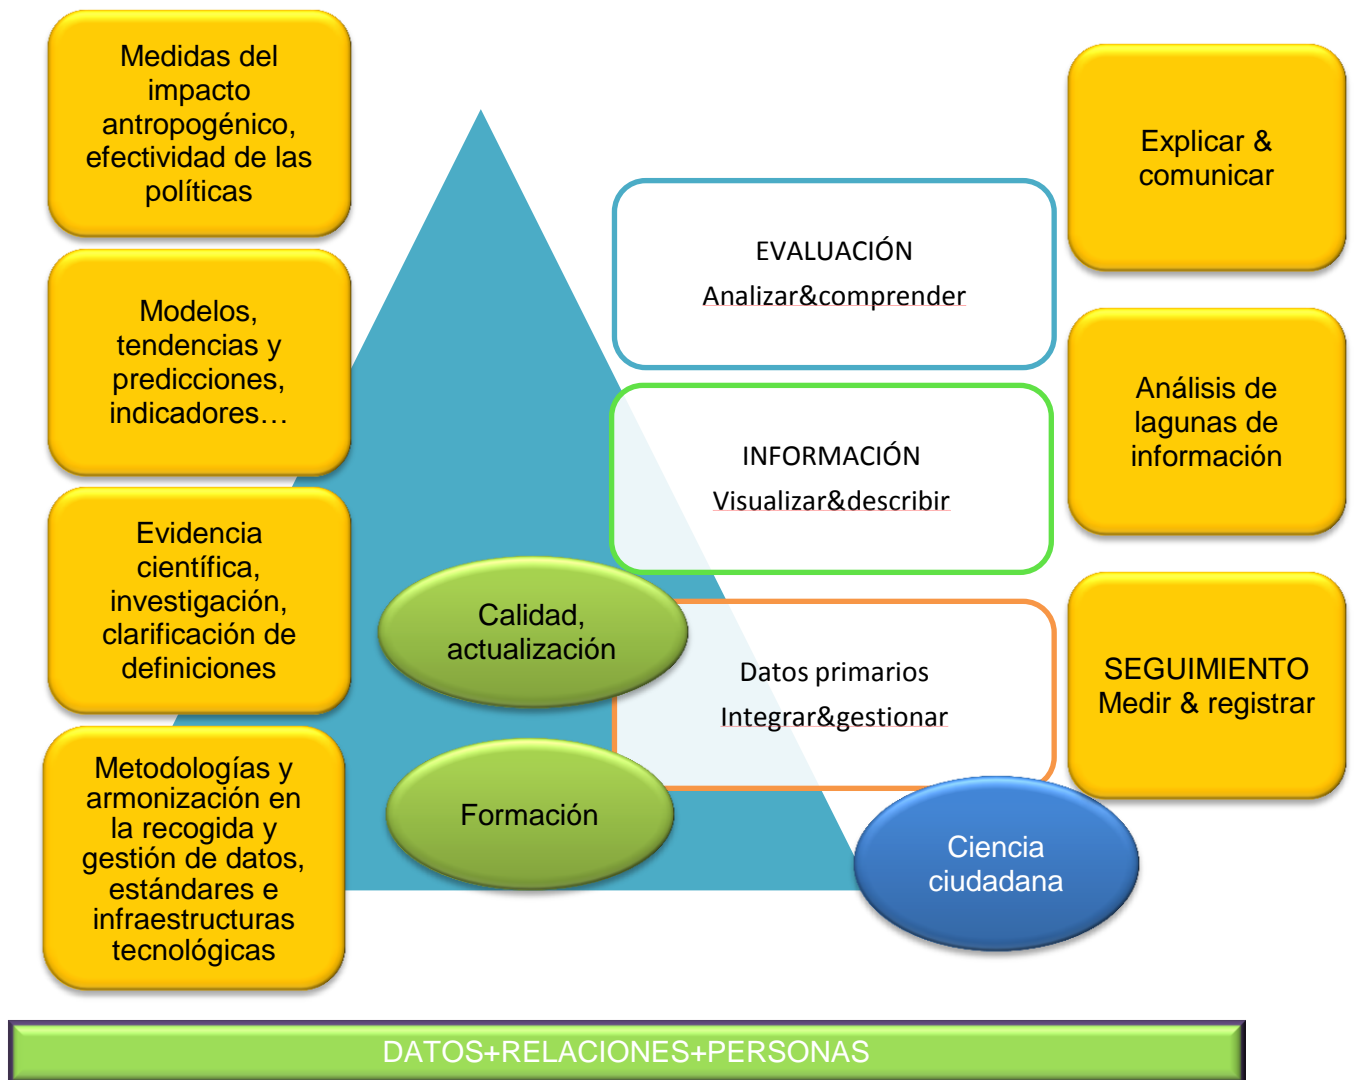 Medidas del
impacto
antropogénico,
efectividad de las
políticas
Modelos,
tendencias y
predicciones,
indicadores…
Evidencia
científica,
investigación,
clarificación de
definiciones
Metodologías y
armonización en
la recogida y
gestión de datos,
estándares e
infraestructuras
tecnológicas
EVALUACIÓN
Analizar&comprender
INFORMACIÓN
Visualizar&describir
Calidad,
actualización
Datos primarios
Integrar&gestionar
Formación
Ciencia
ciudadana
Explicar &
comunicar
Análisis de
lagunas de
información
SEGUIMIENTO
Medir & registrar
DATOS+RELACIONES+PERSONAS